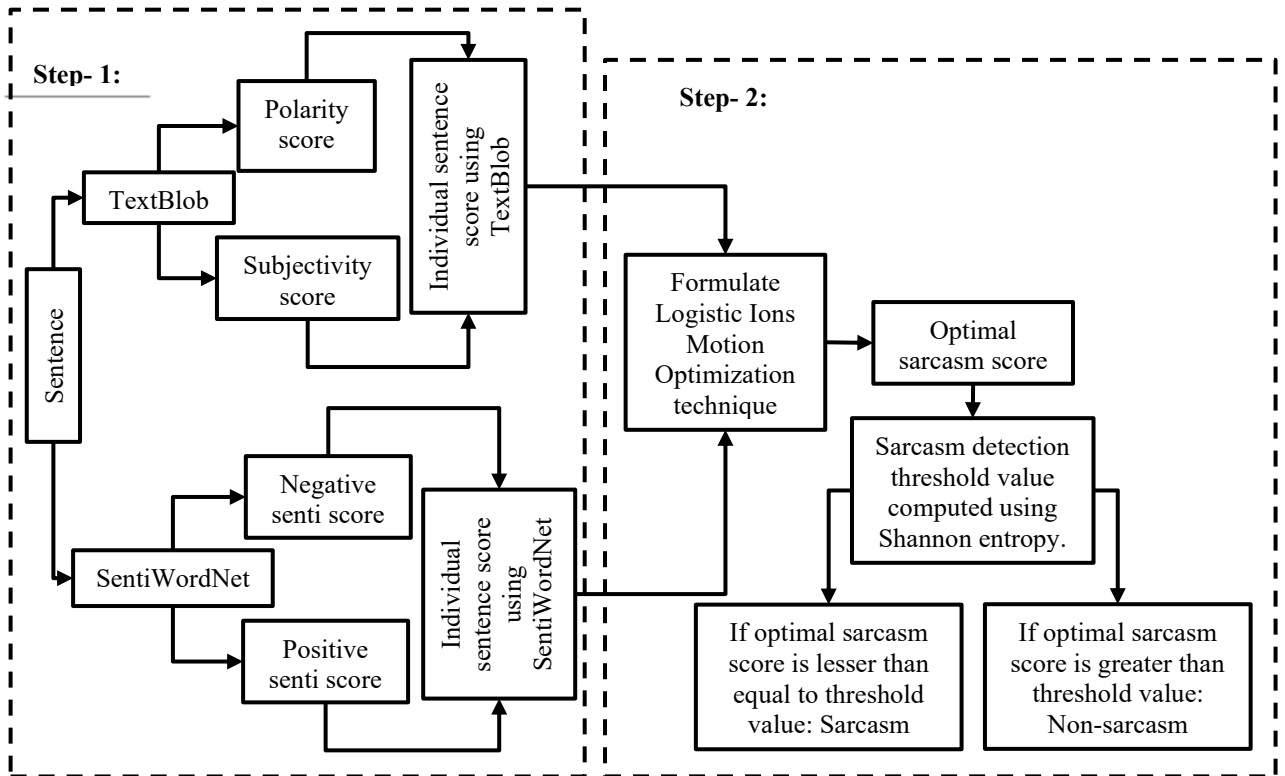 Step- 1:
Polarity
score
TextBlob
Subjectivity
score
Individual sentence
score using
TextBlob
Sentence
Negative
senti score
SentiWordNet
Positive
senti score
Individual
sentence score
using
SentiWordNet
Step- 2:
Formulate
Logistic Ions
Motion
Optimization
technique
Optimal
sarcasm score
Sarcasm detection
threshold value
computed using
Shannon entropy.
If optimal sarcasm
score is lesser than
equal to threshold
value: Sarcasm
If optimal sarcasm
score is greater than
threshold value:
Non-sarcasm